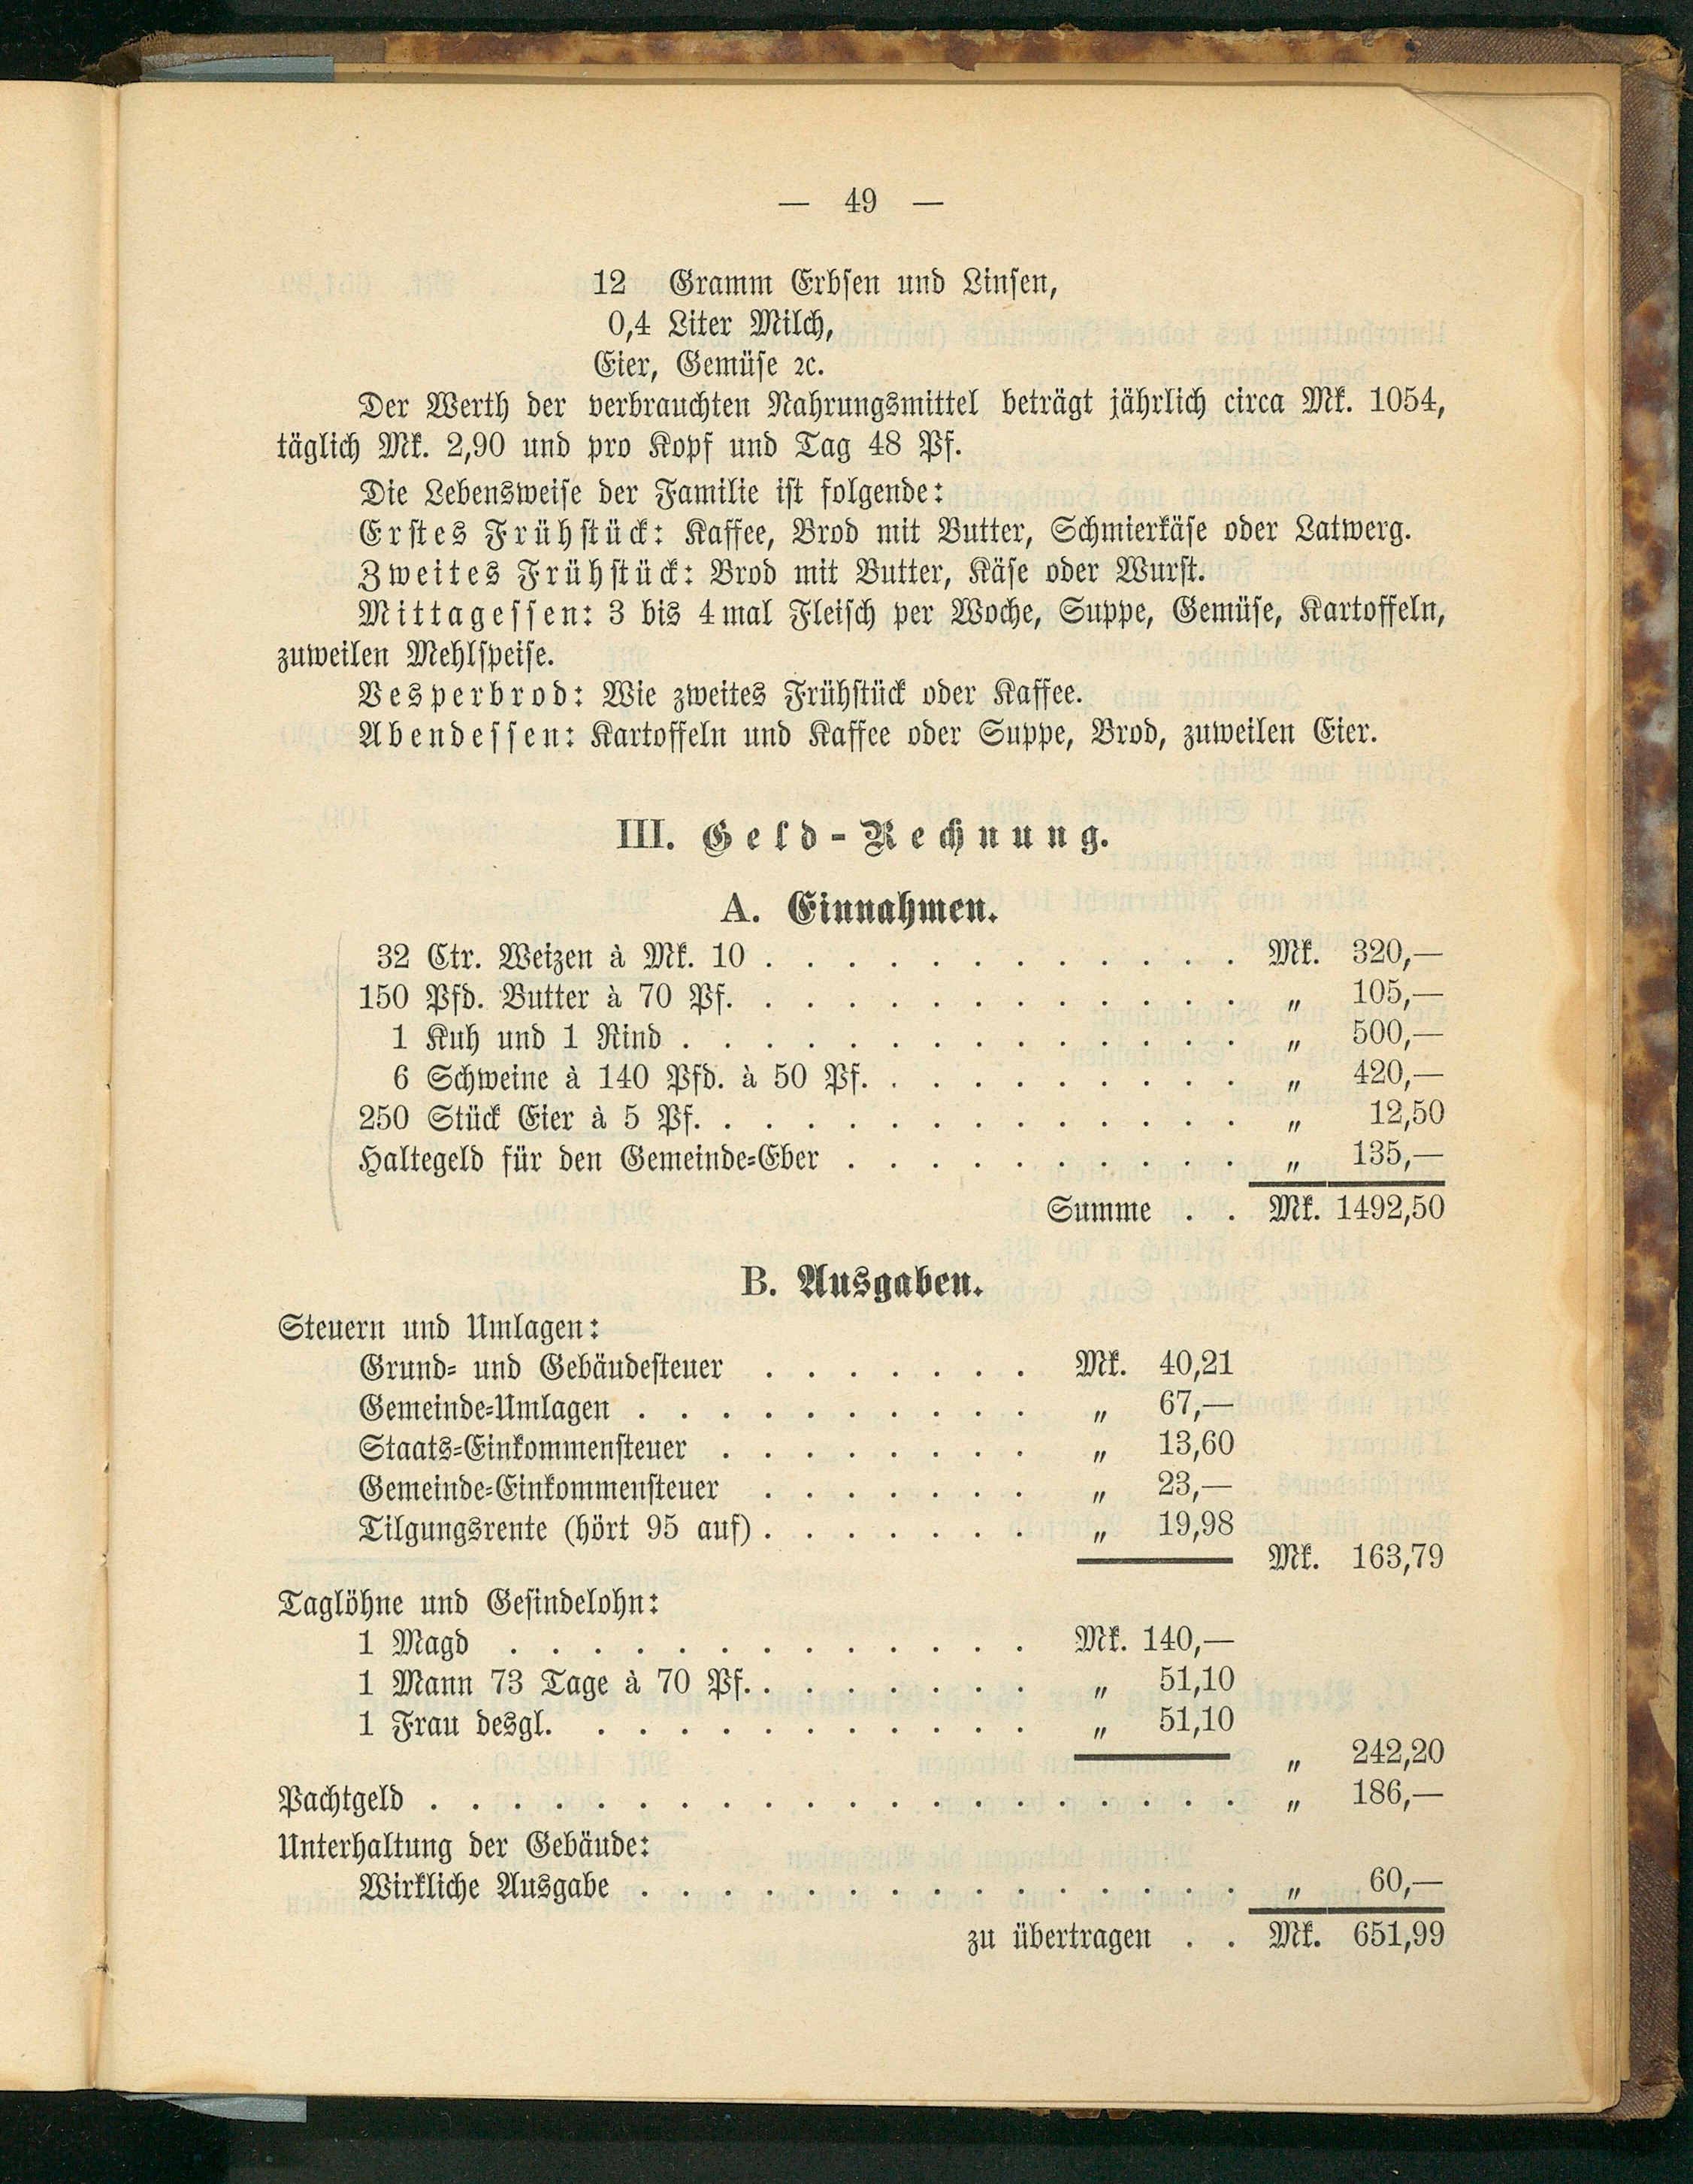 — 49 —
12 Gramm Erbsen und Linsen,
0,4 Liter Milch,
Eier, Gemüse ꝛc.
Der Werth der verbrauchten Nahrungsmittel beträgt jährlich circa Mk. 1054,
täglich Mk. 2,90 und pro Kopf und Tag 48 Pf.
Die Lebensweise der Familie ist folgende:
Erstes Frühstück: Kaffee, Brod mit Butter, Schmierkäse oder Latwerg.
Zweites Frühstück: Brod mit Butter, Käse oder Wurst.
Mittagessen: 3 bis 4mal Fleisch per Woche, Suppe, Gemüse, Kartoffeln,
zuweilen Mehlspeise.
Vesperbrod: Wie zweites Frühstück oder Kaffee.
Abendessen: Kartoffeln und Kaffee oder Suppe, Brod, zuweilen Eier.
III. Geld-Rechnung.
A. Einnahmen.
32 Ctr. Weizen à Mk. 10 . . . . . . . . . . . . Mk. 320,—
150 Pfd. Butter à 70 Pf. . . . . . . . . . . . . „ 105,—
1 Kuh und 1 Rind . . . . . . . . . . . . . . „ 500,—
6 Schweine à 140 Pfd. à 50 Pf. . . . . . . . . . „ 420,—
250 Stück Eier à 5 Pf. . . . . . . . . . . . . . „ 12,50
Haltegeld für den Gemeinde-Eber . . . . . . . . . . „ 135,—
Summe . . Mk. 1492,50
B. Ausgaben.
Steuern und Umlagen:
Grund- und Gebäudesteuer . . . . . . . Mk. 40,21
Gemeinde-Umlagen . . . . . . . . . . „ 67,—
Staats-Einkommensteuer . . . . . . . . „ 13,60
Gemeinde-Einkommensteuer . . . . . . . „ 23,—
Tilgungsrente (hört 95 auf) . . . . . . . „ 19,98
Mk. 163,79
Taglöhne und Gesindelohn:
1 Magd . . . . . . . . . . . . . Mk. 140,—
1 Mann 73 Tage à 70 Pf. . . . . . . . „ 51,10
1 Frau desgl. . . . . . . . . . . . „ 51,10
„ 242,20
Pachtgeld . . . . . . . . . . . . . . . . . . . . „ 186,—
Unterhaltung der Gebäude:
Wirkliche Ausgabe . . . . . . . . . . . . . . . „ 60,—
zu übertragen . . Mk. 651,99